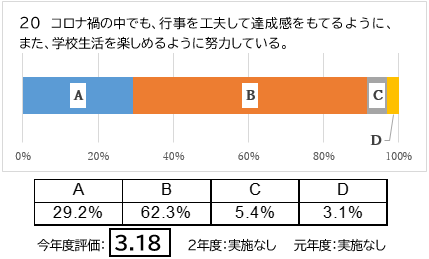 20　コロナ禍の中でも、行事を工夫して達成感をもてるように、
また、学校生活を楽しめるように努力している。
A B C
D
0% 20% 40% 60% 80% 100%
A B C D
29.2% 62.3% 5.4% 3.1%
今年度評価： 3.18 2年度：実施なし 元年度：実施なし